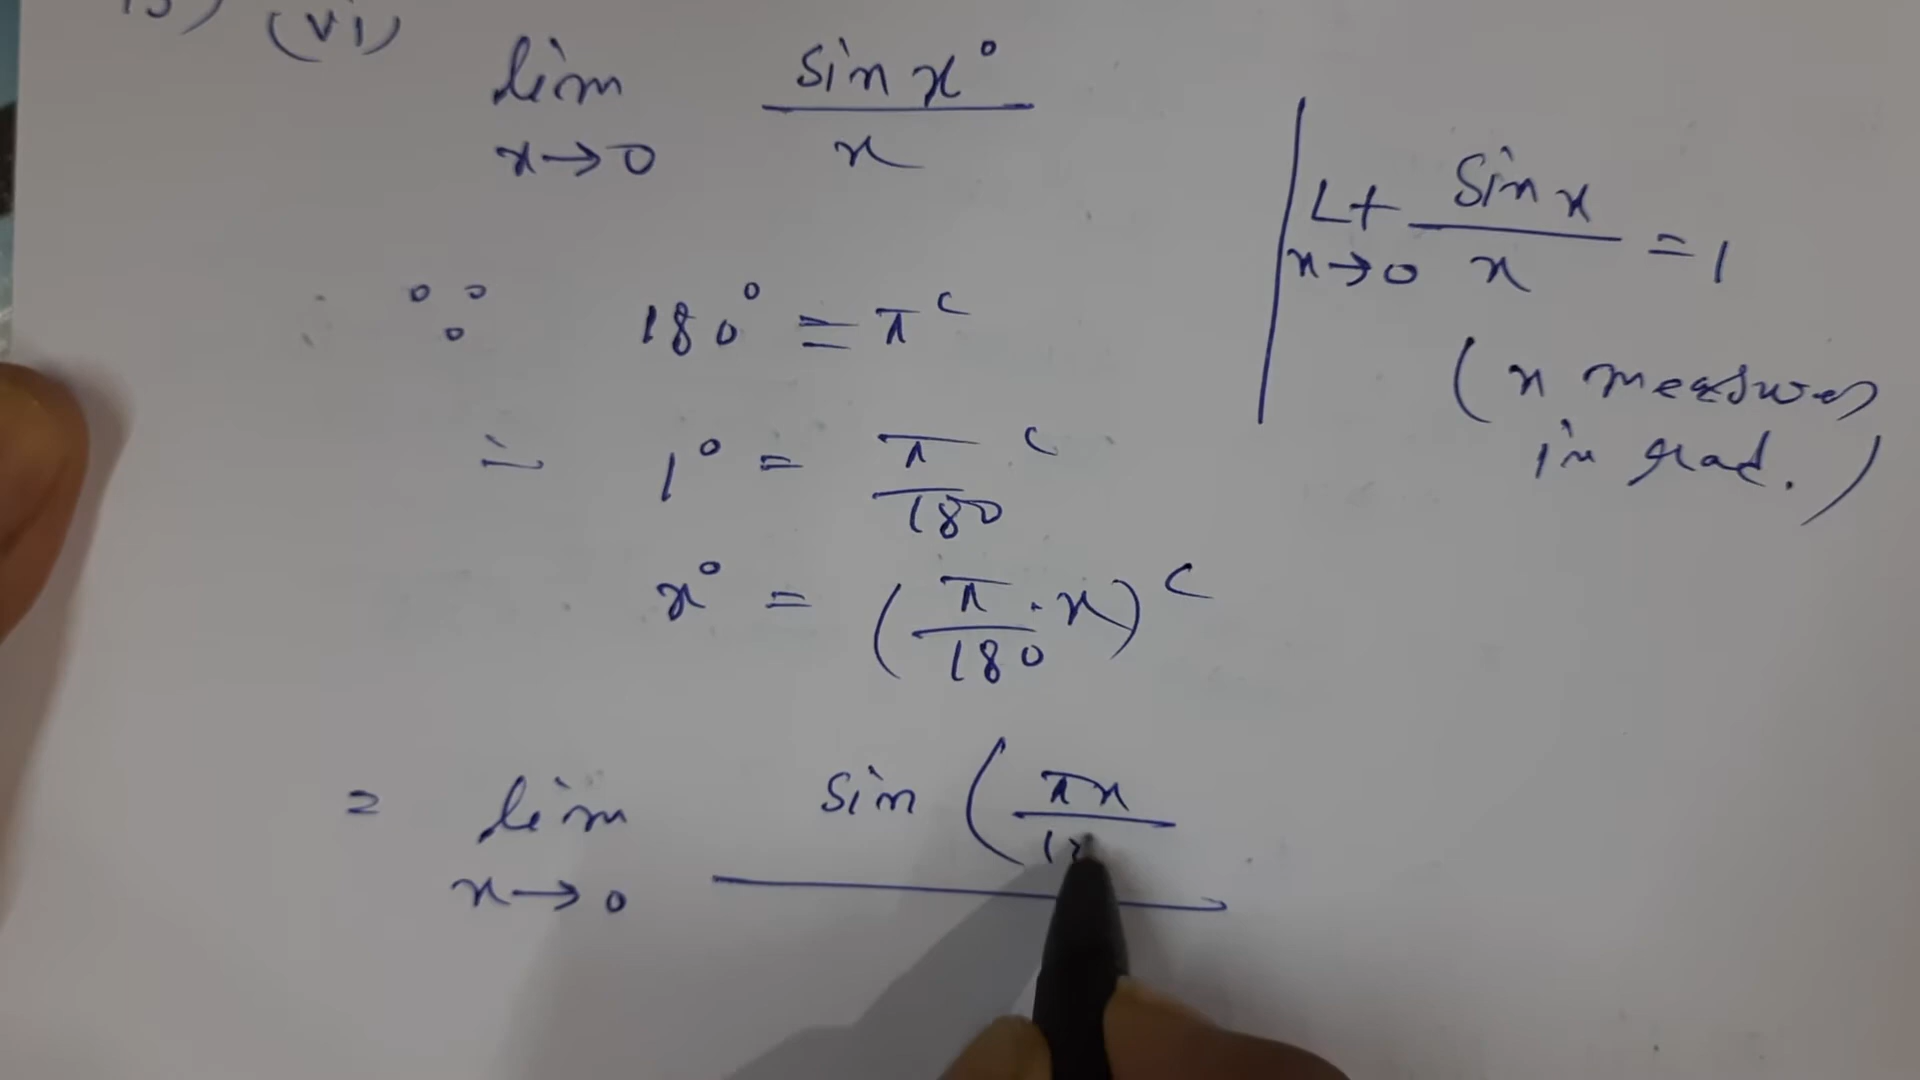 (vi)
lim sin x°
x→0 x
Lt sin x = 1
x→0 x
(x measures
in rad.)
∵ 180° = π^c
∴ 1° = π/180 ^c
x° = (π/180 · x)^c
= lim sin (πx
x→0